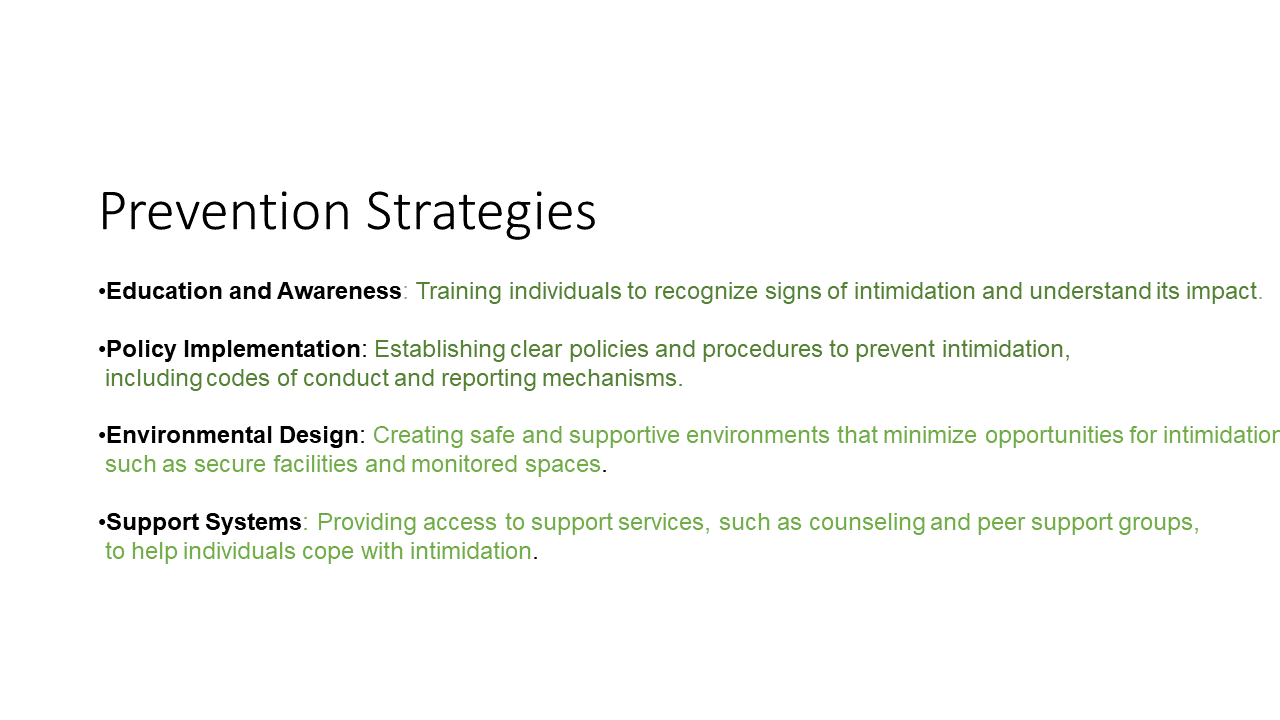 Prevention Strategies
•Education and Awareness: Training individuals to recognize signs of intimidation and understand its impact.
•Policy Implementation: Establishing clear policies and procedures to prevent intimidation,
including codes of conduct and reporting mechanisms.
•Environmental Design: Creating safe and supportive environments that minimize opportunities for intimidation
such as secure facilities and monitored spaces.
•Support Systems: Providing access to support services, such as counseling and peer support groups,
to help individuals cope with intimidation.